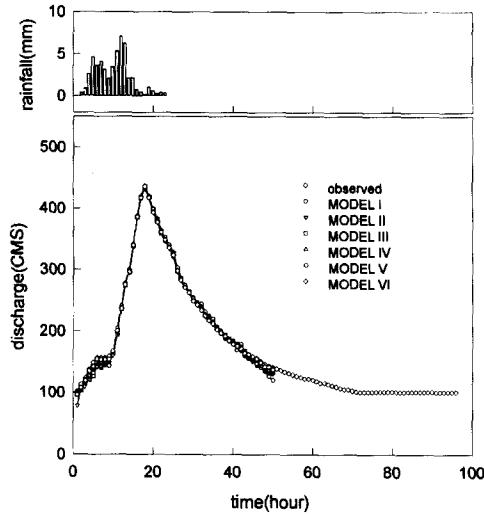 10
5
0
rainfall(mm)
500
400
300
200
100
0
discharge(CMS)
observed
MODEL I
MODEL II
MODEL III
MODEL IV
MODEL V
MODEL VI
0 20 40 60 80 100
time(hour)